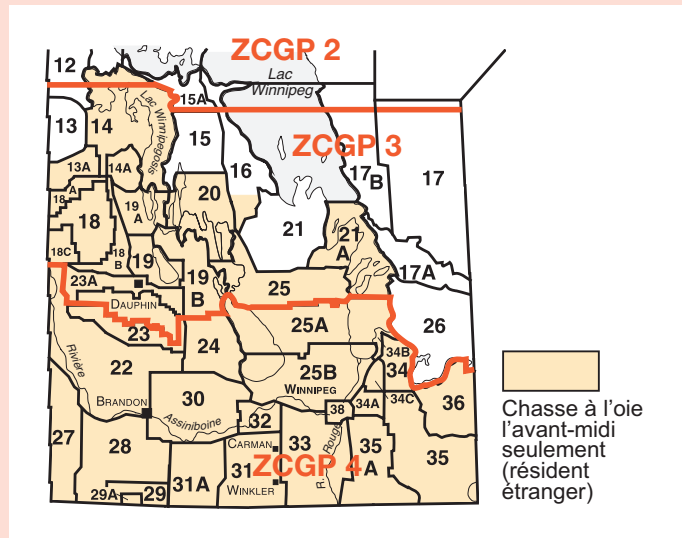 ZCGP 2
12
Lac
Winnipeg
15A
13
14
Lac Winnipegosis
15
ZCGP 3
13A
14A
16
17B
17
18A
18
19A
20
21
21A
18C
18B
19
17A
23A
19B
25
DAUPHIN
25A
26
23
24
34B
22
34
Rivière
25B
WINNIPEG
30
BRANDON
34A
34C
36
Assiniboine
32
38
27
28
CARMAN
33
R. Rouge
35A
35
31
ZCGP 4
31A
WINKLER
29A
29
Chasse à l’oie
l’avant-midi
seulement
(résident
étranger)